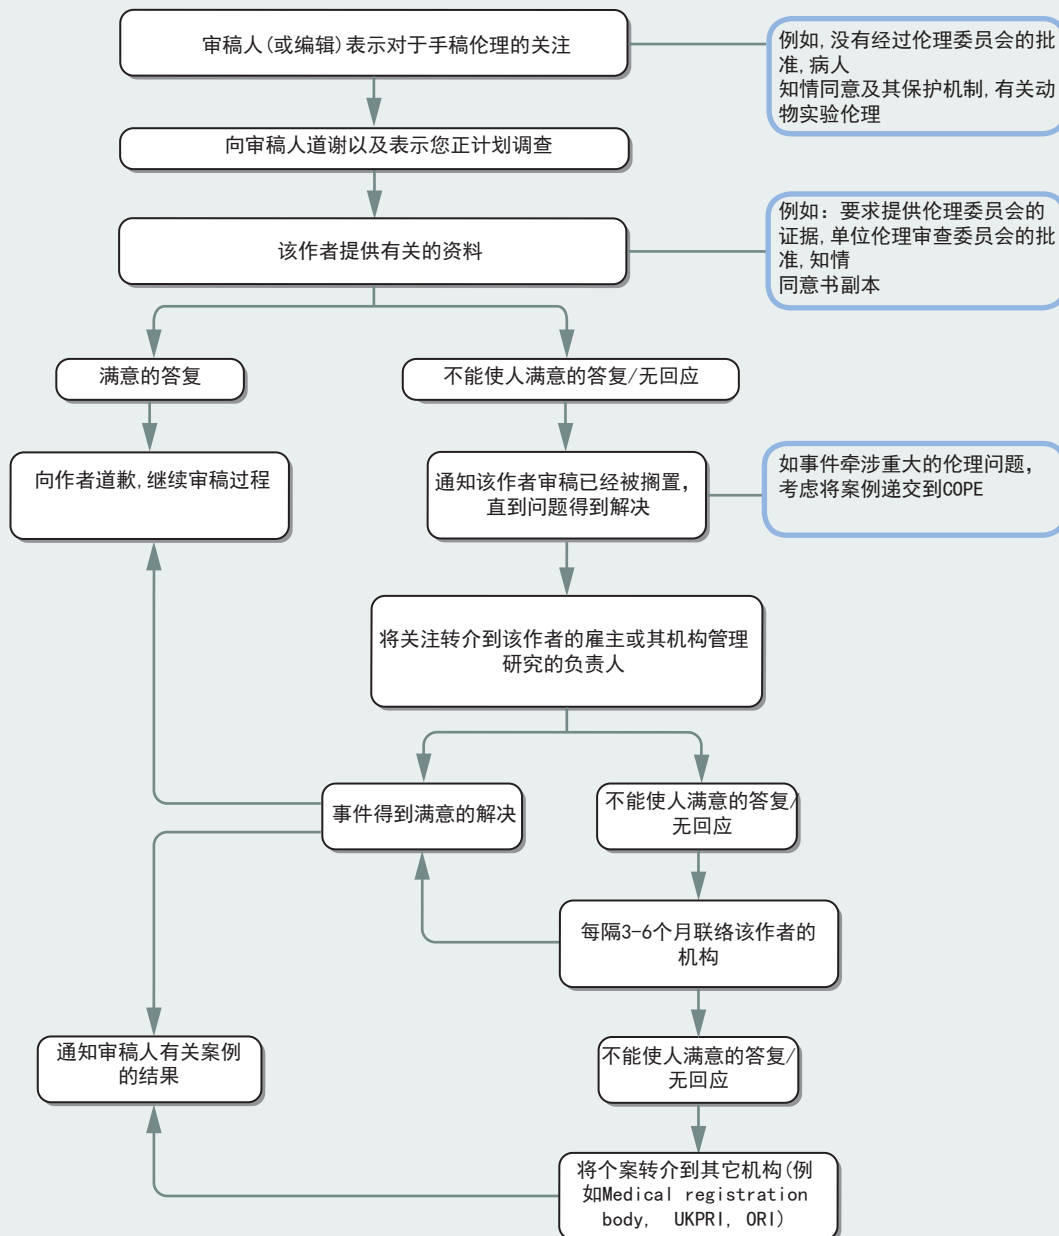 审稿人(或编辑)表示对于手稿伦理的关注
例如,没有经过伦理委员会的批
准,病人
知情同意及其保护机制,有关动
物实验伦理
向审稿人道谢以及表示您正计划调查
该作者提供有关的资料
例如: 要求提供伦理委员会的
证据,单位伦理审查委员会的批
准,知情
同意书副本
满意的答复
不能使人满意的答复/无回应
向作者道歉,继续审稿过程
通知该作者审稿已经被搁置,
直到问题得到解决
如事件牵涉重大的伦理问题,
考虑将案例递交到COPE
将关注转介到该作者的雇主或其机构管理
研究的负责人
事件得到满意的解决
不能使人满意的答复/
无回应
每隔3-6个月联络该作者的
机构
通知审稿人有关案例
的结果
不能使人满意的答复/
无回应
将个案转介到其它机构(例
如Medical registration
body, UKPRI, ORI)